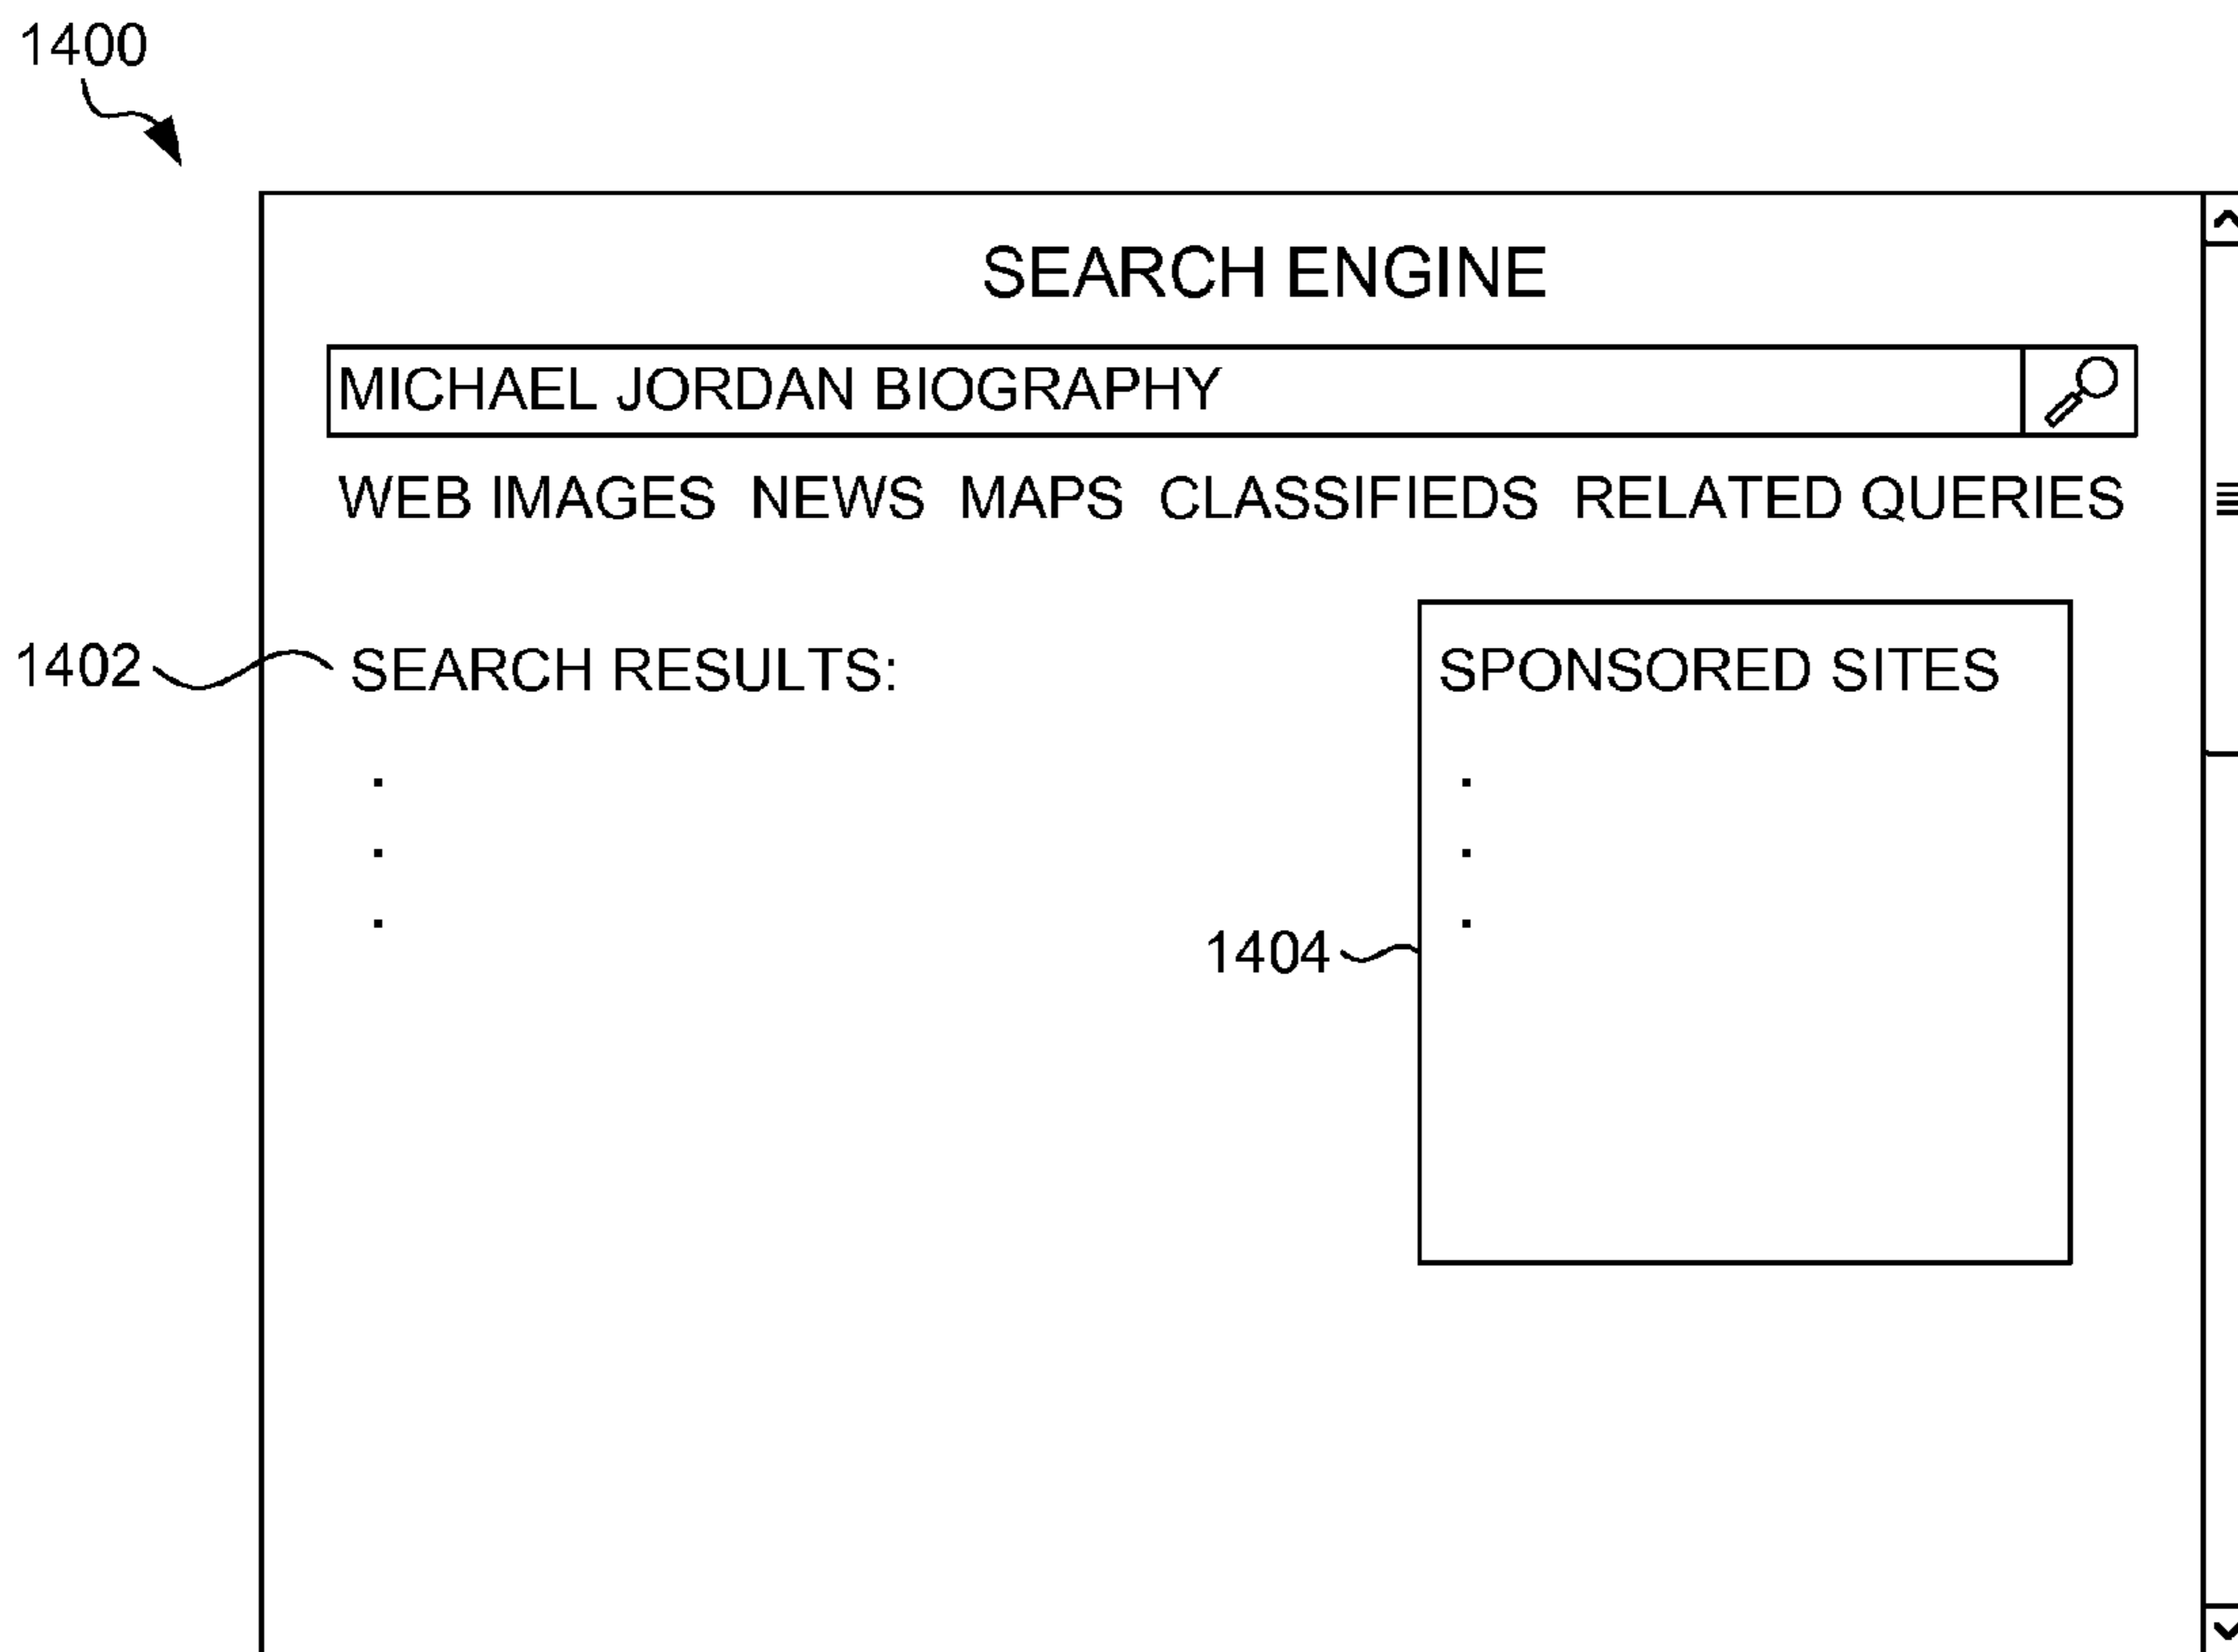 1400
SEARCH ENGINE
MICHAEL JORDAN BIOGRAPHY
WEB IMAGES NEWS MAPS CLASSIFIEDS RELATED QUERIES
1402 SEARCH RESULTS:
SPONSORED SITES
1404